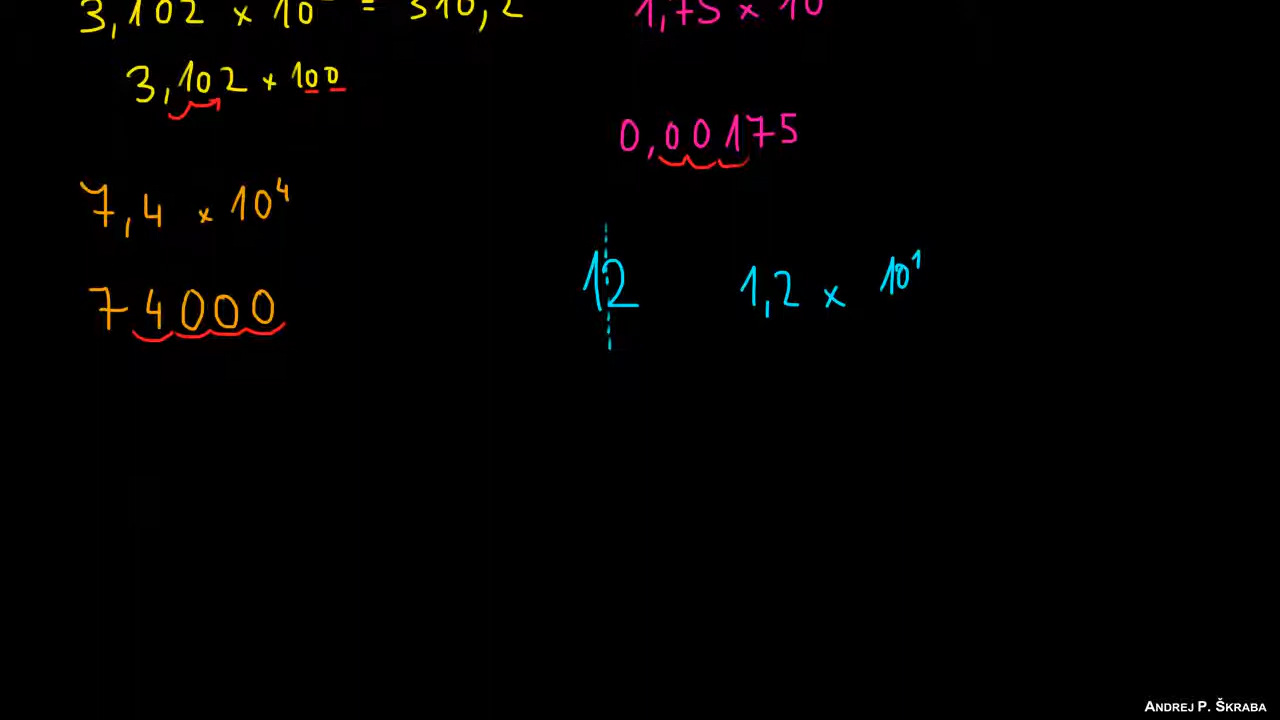 3,102 × 10 = 310,2
3,102 × 100
7,4 × 10⁴
74000
1,75 × 10
0,00175
12 1,2 × 10¹
ANDREJ P. ŠKRABA